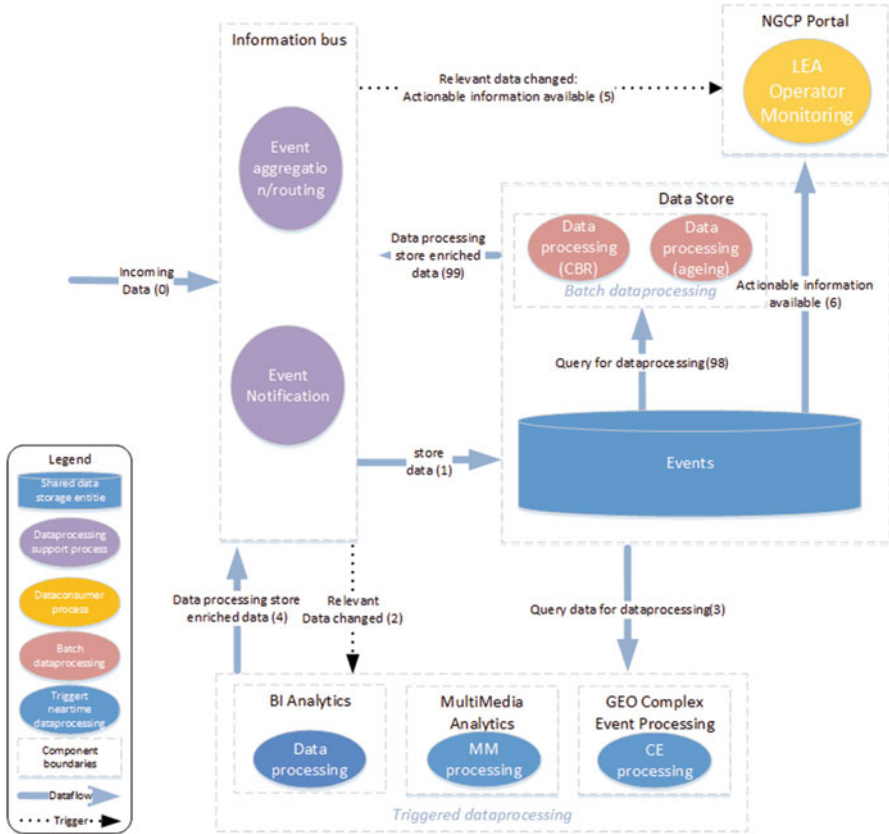 NGCP Portal
LEA
Operator
Monitoring
Information bus
Relevant data changed:
Actionable information available (5)
Event
aggregatio
n/routing
Event
Notification
Incoming
Data (0)
Data Store
Data
processing
(CBR)
Data
processing
(ageing)
Batch dataprocessing
Data processing
store enriched
data (99)
Actionable information
available (6)
Query for dataprocessing(98)
store
data (1)
Events
Legend
Shared data
storage entitie
Dataprocessing
support process
Dataconsumer
process
Batch
dataprocessing
Triggert
neartime
dataprocessing
Component
boundaries
Dataflow
Trigger
Data processing store
enriched data (4)
Relevant
Data changed (2)
Query data for dataprocessing(3)
BI Analytics
Data
processing
MultiMedia
Analytics
MM
processing
GEO Complex
Event Processing
CE
processing
Triggered dataprocessing